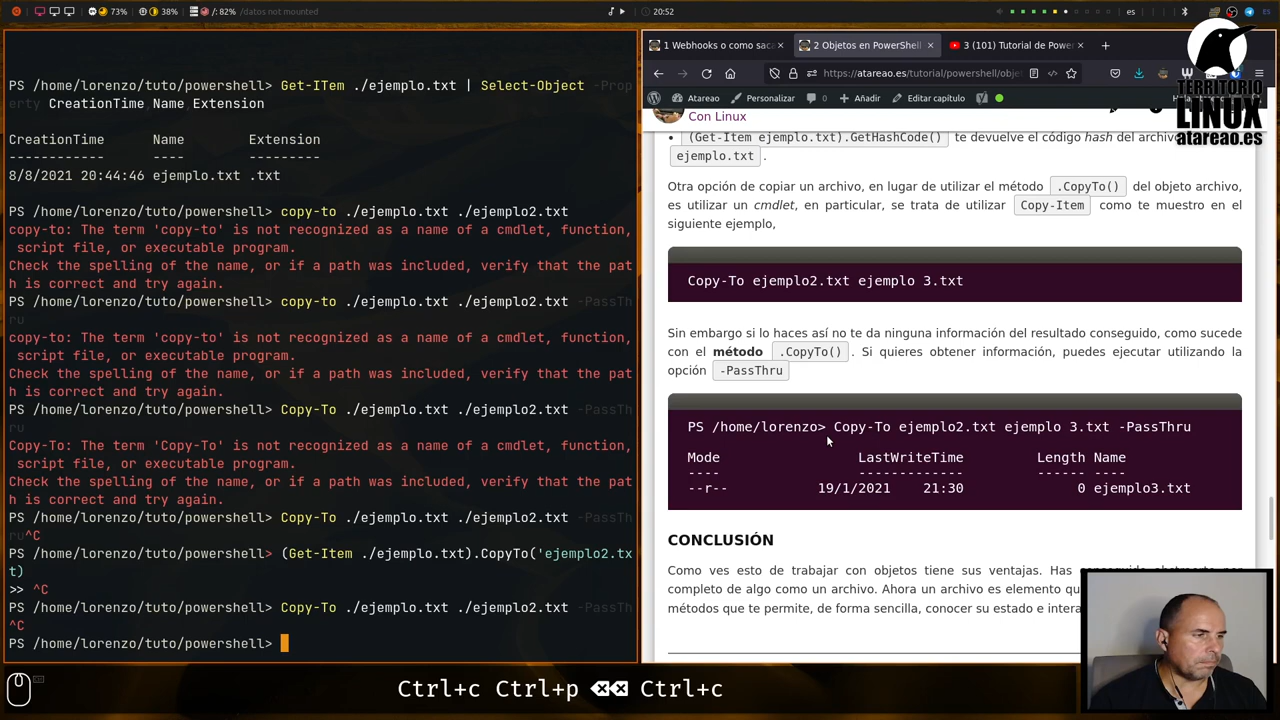 73%
38%
/: 82%
/datos not mounted
20:52
es
ES
PS /home/lorenzo/tuto/powershell> Get-ITem ./ejemplo.txt | Select-Object -Prop
erty CreationTime Name Extension
CreationTime Name Extension
------------ ---- ---------
8/8/2021 20:44:46 ejemplo.txt .txt
PS /home/lorenzo/tuto/powershell> copy-to ./ejemplo.txt ./ejemplo2.txt
copy-to: The term 'copy-to' is not recognized as a name of a cmdlet, function,
script file, or executable program.
Check the spelling of the name, or if a path was included, verify that the pat
h is correct and try again.
PS /home/lorenzo/tuto/powershell> copy-to ./ejemplo.txt ./ejemplo2.txt -PassTh
ru
copy-to: The term 'copy-to' is not recognized as a name of a cmdlet, function,
script file, or executable program.
Check the spelling of the name, or if a path was included, verify that the pat
h is correct and try again.
PS /home/lorenzo/tuto/powershell> Copy-To ./ejemplo.txt ./ejemplo2.txt -PassTh
ru
Copy-To: The term 'Copy-To' is not recognized as a name of a cmdlet, function,
script file, or executable program.
Check the spelling of the name, or if a path was included, verify that the pat
h is correct and try again.
PS /home/lorenzo/tuto/powershell> Copy-To ./ejemplo.txt ./ejemplo2.txt -PassTh
ru^C
PS /home/lorenzo/tuto/powershell> (Get-Item ./ejemplo.txt).CopyTo('ejemplo2.tx
t)
>> ^C
PS /home/lorenzo/tuto/powershell> Copy-To ./ejemplo.txt ./ejemplo2.txt -PassTh
^C
PS /home/lorenzo/tuto/powershell>
1 Webhooks o como saca
2 Objetos en PowerShell
3 (101) Tutorial de Power
https://atareao.es/tutorial/powershell/obje
Atareao Personalizar 0 Añadir Editar capítulo
TERRITORIO
LINUX
atareao.es
Con Linux
(Get-Item ejemplo.txt).GetHashCode() te devuelve el código hash del archivo
ejemplo.txt .
Otra opción de copiar un archivo, en lugar de utilizar el método .CopyTo() del objeto archivo,
es utilizar un cmdlet, en particular, se trata de utilizar Copy-Item como te muestro en el
siguiente ejemplo,
Copy-To ejemplo2.txt ejemplo 3.txt
Sin embargo si lo haces así no te da ninguna información del resultado conseguido, como sucede
con el método .CopyTo() . Si quieres obtener información, puedes ejecutar utilizando la
opción -PassThru
PS /home/lorenzo> Copy-To ejemplo2.txt ejemplo 3.txt -PassThru
Mode LastWriteTime Length Name
---- ------------- ------ ----
--r-- 19/1/2021 21:30 0 ejemplo3.txt
CONCLUSIÓN
Como ves esto de trabajar con objetos tiene sus ventajas. Has
completo de algo como un archivo. Ahora un archivo es elemento
métodos que te permite, de forma sencilla, conocer su estado e
Ctrl+c Ctrl+p ⌫⌫ Ctrl+c